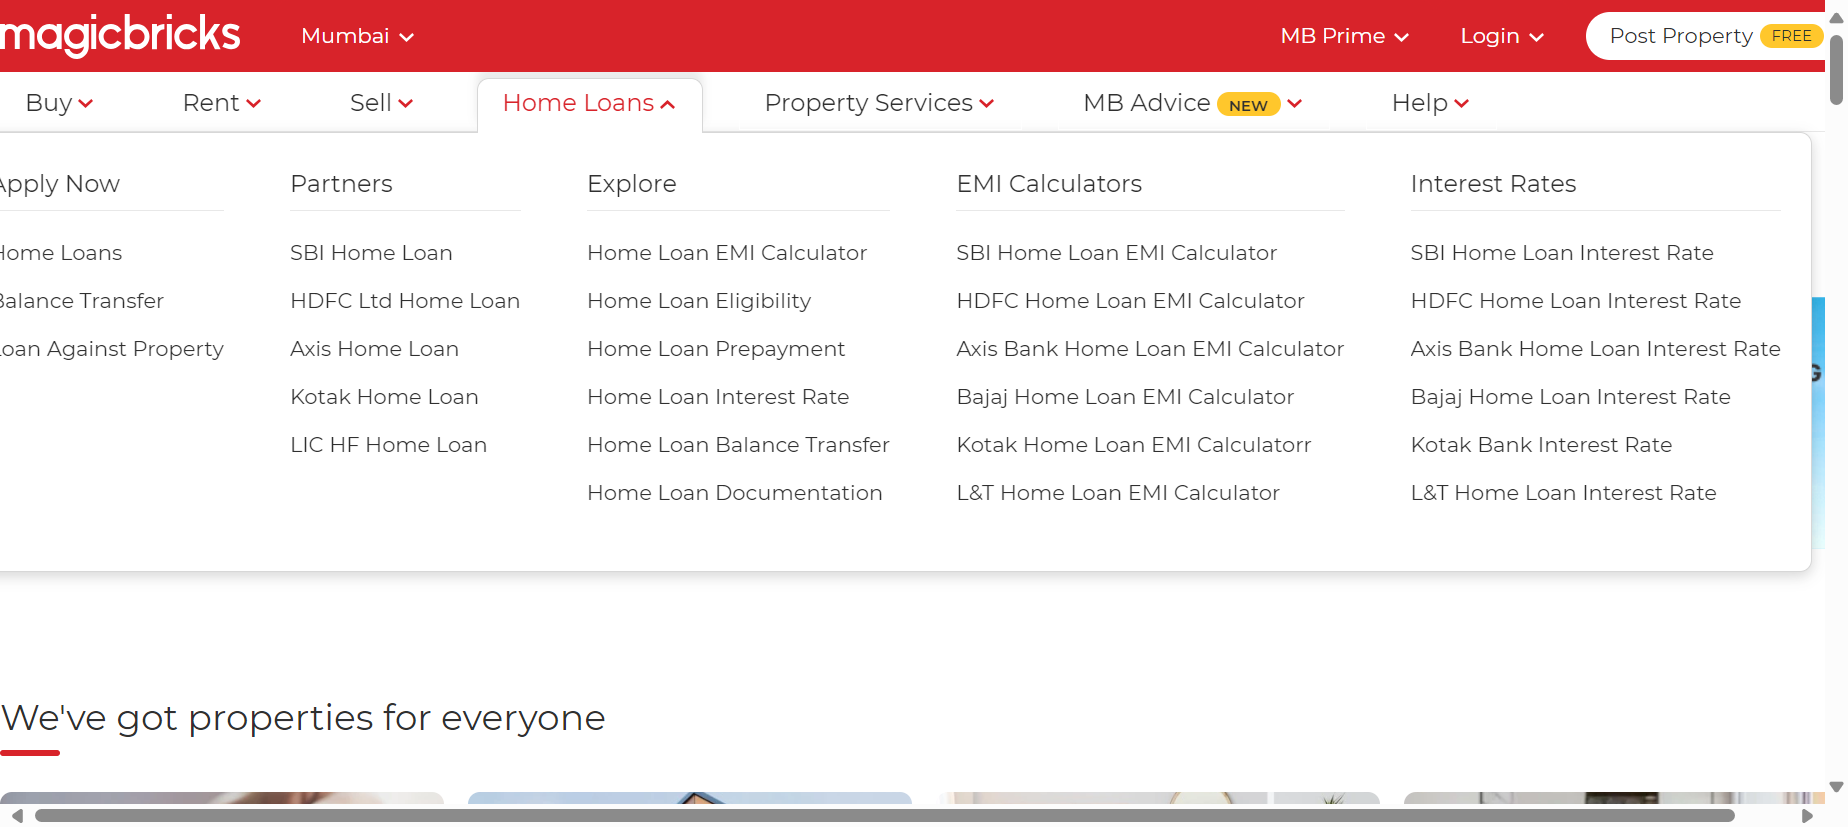 magicbricks Mumbai MB Prime Login Post Property FREE
Buy Rent Sell Home Loans Property Services MB Advice NEW Help
Apply Now
Home Loans
Balance Transfer
Loan Against Property
Partners
SBI Home Loan
HDFC Ltd Home Loan
Axis Home Loan
Kotak Home Loan
LIC HF Home Loan
Explore
Home Loan EMI Calculator
Home Loan Eligibility
Home Loan Prepayment
Home Loan Interest Rate
Home Loan Balance Transfer
Home Loan Documentation
EMI Calculators
SBI Home Loan EMI Calculator
HDFC Home Loan EMI Calculator
Axis Bank Home Loan EMI Calculator
Bajaj Home Loan EMI Calculator
Kotak Home Loan EMI Calculatorr
L&T Home Loan EMI Calculator
Interest Rates
SBI Home Loan Interest Rate
HDFC Home Loan Interest Rate
Axis Bank Home Loan Interest Rate
Bajaj Home Loan Interest Rate
Kotak Bank Interest Rate
L&T Home Loan Interest Rate
We've got properties for everyone